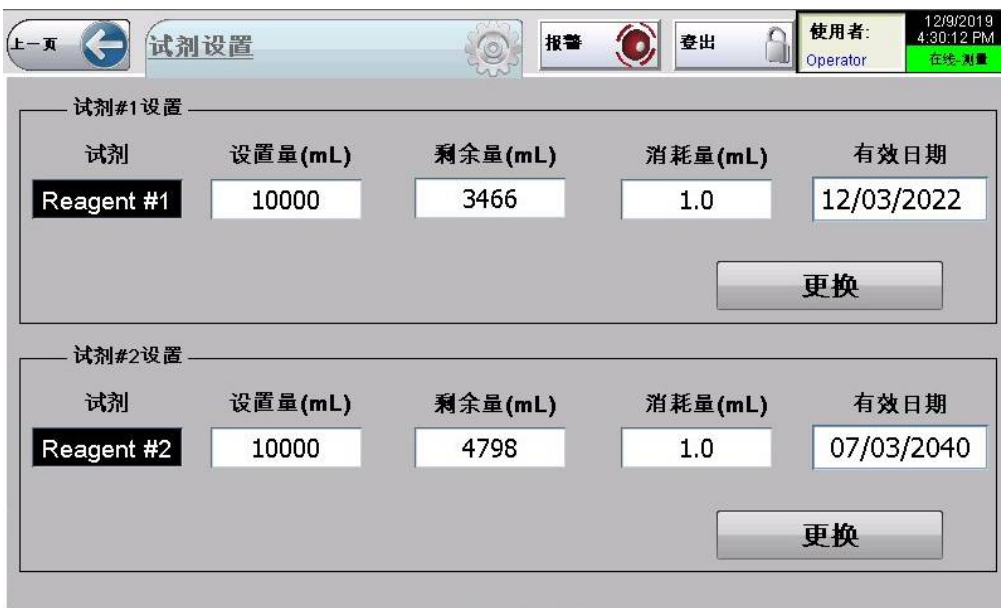 上一页 试剂设置 报警 登出 使用者: 12/9/2019
Operator 4:30:12 PM
在线-测量
试剂#1设置
试剂 设置量(mL) 剩余量(mL) 消耗量(mL) 有效日期
Reagent #1 10000 3466 1.0 12/03/2022
更换
试剂#2设置
试剂 设置量(mL) 剩余量(mL) 消耗量(mL) 有效日期
Reagent #2 10000 4798 1.0 07/03/2040
更换